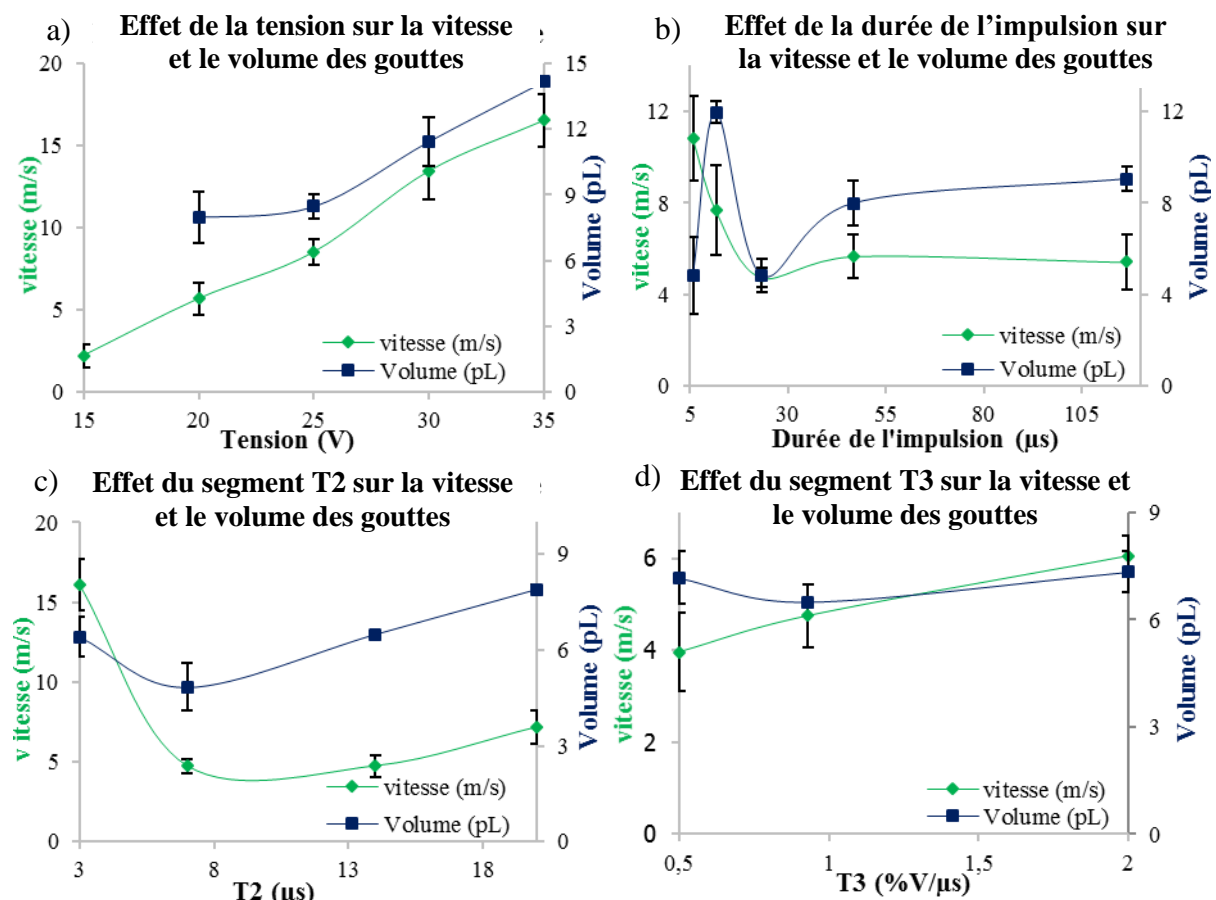 a) Effet de la tension sur la vitesse
et le volume des gouttes
20
15
10
5
0
15
12
9
6
3
0
vitesse (m/s)
Volume (pL)
vitesse (m/s)
Volume (pL)
15 20 25 30 35
Tension (V)
b) Effet de la durée de l’impulsion sur
la vitesse et le volume des gouttes
12
8
4
0
12
8
4
0
vitese (m/s)
Volume (pL)
vitesse (m/s)
Volume (pL)
5 30 55 80 105
Durée de l'impulsion (µs)
c) Effet du segment T2 sur la vitesse
et le volume des gouttes
20
15
10
5
0
9
6
3
0
v itesse (m/s)
Volume (pL)
vitesse (m/s)
Volume (pL)
3 8 13 18
T2 (µs)
d) Effet du segment T3 sur la vitesse et
le volume des gouttes
6
4
2
0
9
6
3
0
vitesse (m/s)
Volume (pL)
vitesse (m/s)
Volume (pL)
0,5 1 1,5 2
T3 (%V/µs)